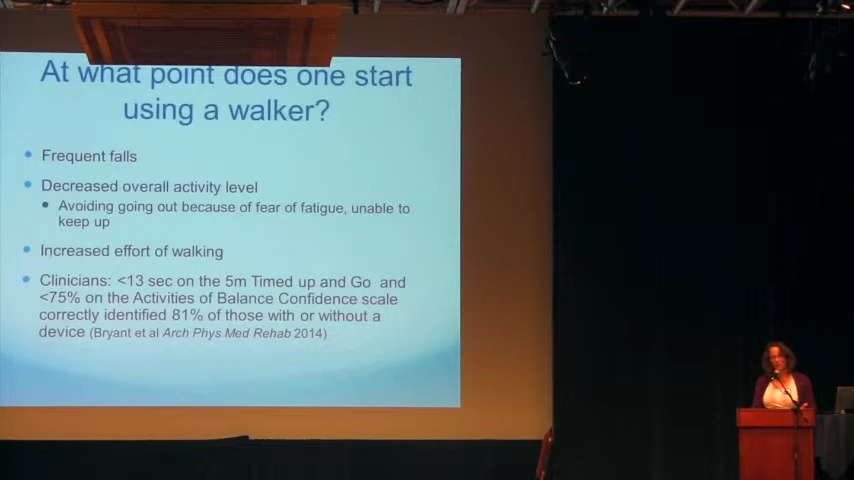 At what point does one start
using a walker?
Frequent falls
Decreased overall activity level
Avoiding going out because of fear of fatigue, unable to
keep up
Increased effort of walking
Clinicians: <13 sec on the 5m Timed up and Go and
<75% on the Activities of Balance Confidence scale
correctly identified 81% of those with or without a
device (Bryant et al Arch Phys Med Rehab 2014)